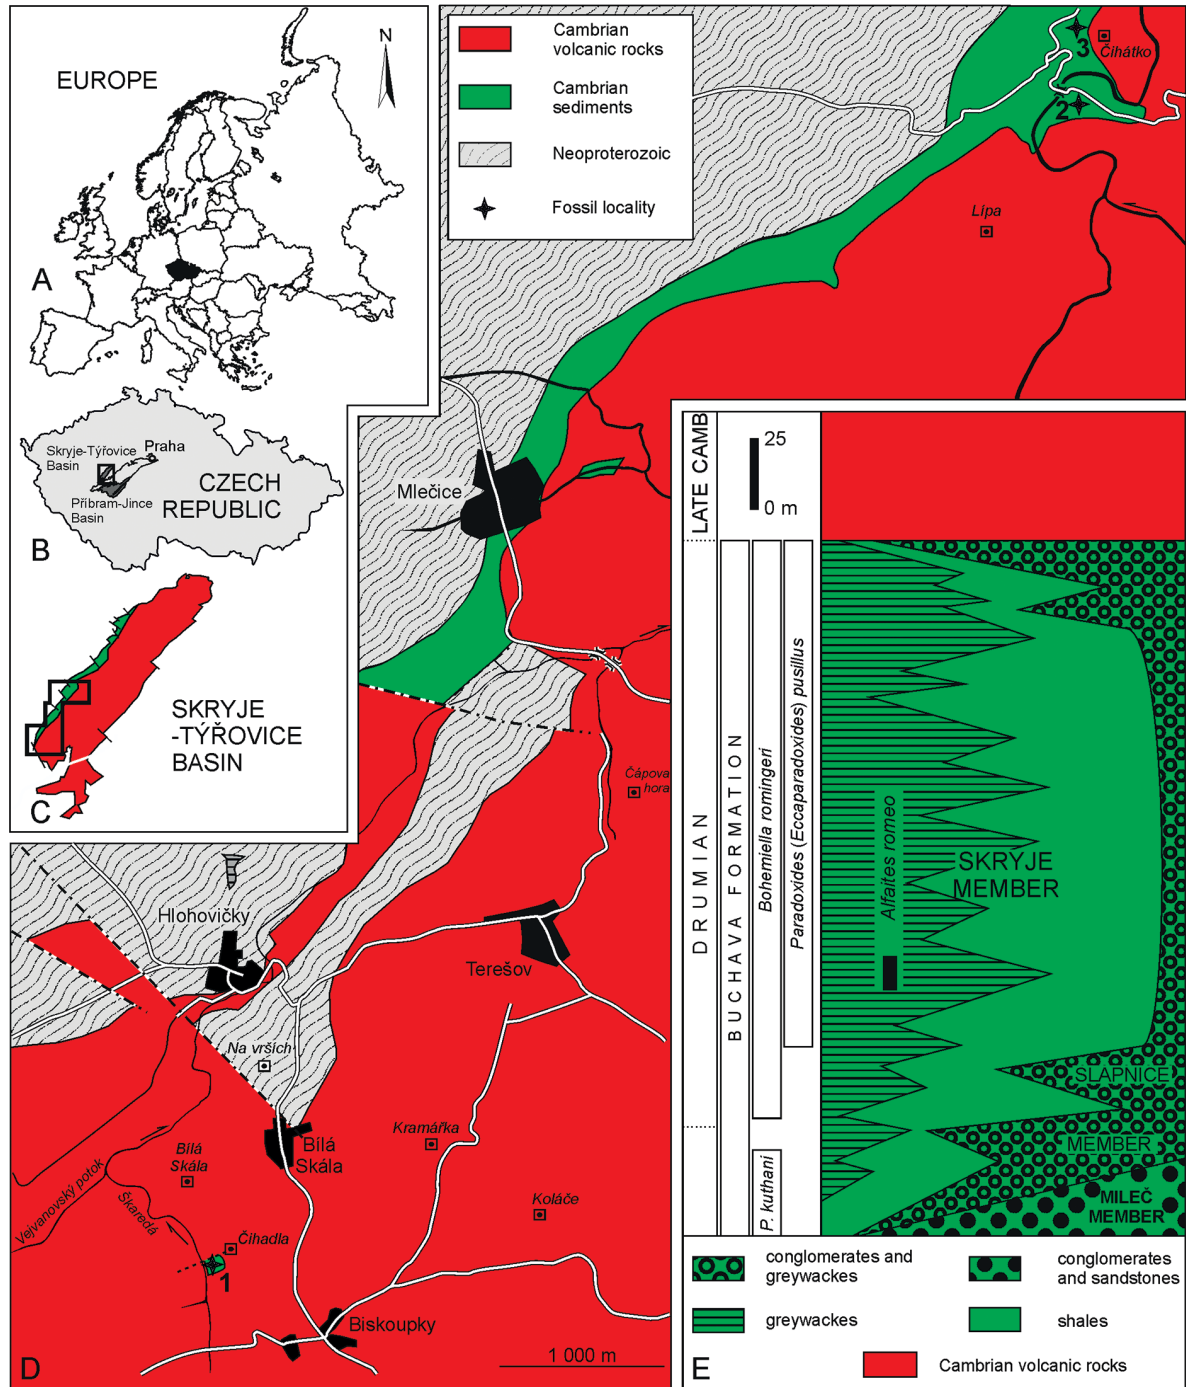 EUROPE
N
A
Skryje-Týřovice
Basin
Praha
CZECH
REPUBLIC
Příbram-Jince
Basin
B
SKRYJE
-TÝŘOVICE
BASIN
C
Cambrian
volcanic rocks
Cambrian
sediments
Neoproterozoic
Fossil locality
3
Čihátko
2
Lípa
Mlečice
Čápova
hora
Hlohovičky
Terešov
Na vrších
Kramářka
Bílá
Skála
Bílá
Skála
Koláče
Vejvanovský potok
Škaredá
Čihadla
1
Biskoupky
1 000 m
D
LATE CAMB
25
0 m
DRUMIAN
BUCHAVA FORMATION
Bohemiella romingeri
Paradoxides (Eccaparadoxides) pusillus
P. kuthani
Alfaites romeo
SKRYJE
MEMBER
SLAPNICE
MEMBER
MILEČ
MEMBER
conglomerates and
greywackes
conglomerates
and sandstones
greywackes
shales
Cambrian volcanic rocks
E